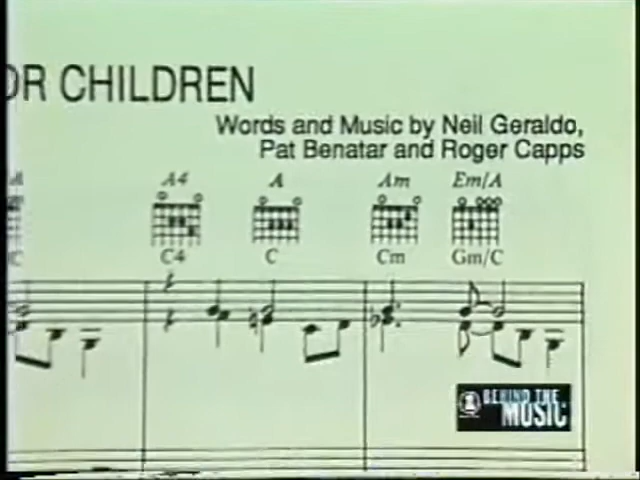 OR CHILDREN
Words and Music by Neil Geraldo,
Pat Benatar and Roger Capps
A A4 A Am Em/A
C C4 C Cm Gm/C
BEHIND THE
MUSIC